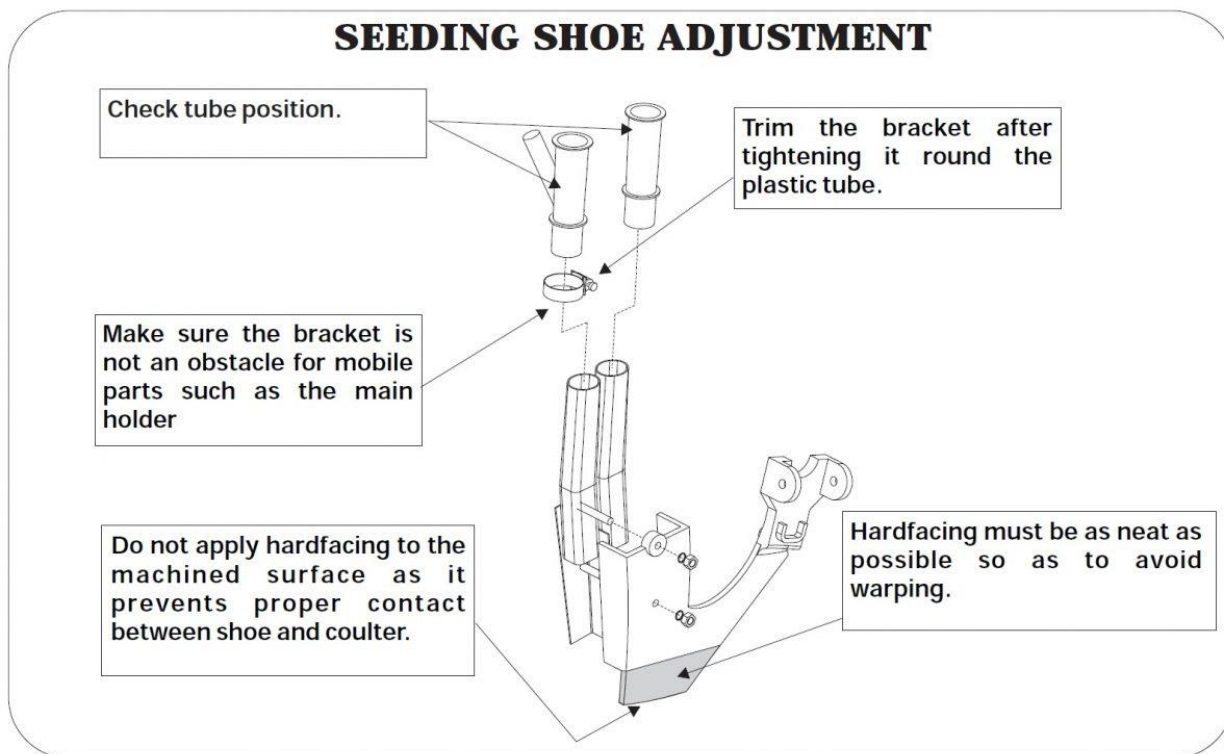 SEEDING SHOE ADJUSTMENT
Check tube position.
Trim the bracket after
tightening it round the
plastic tube.
Make sure the bracket is
not an obstacle for mobile
parts such as the main
holder
Do not apply hardfacing to the
machined surface as it
prevents proper contact
between shoe and coulter.
Hardfacing must be as neat as
possible so as to avoid
warping.